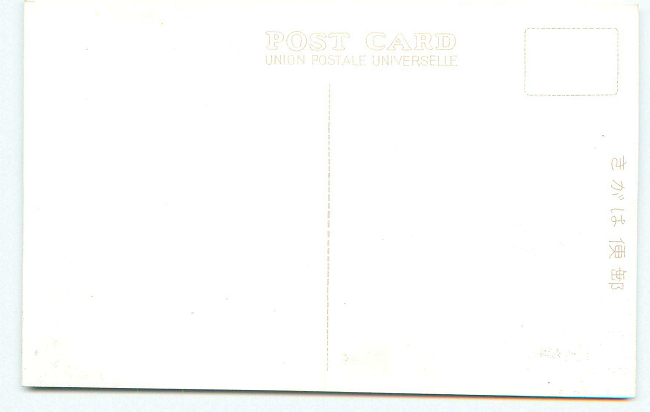 POST CARD
UNION POSTALE UNIVERSELLE
きがは便郵